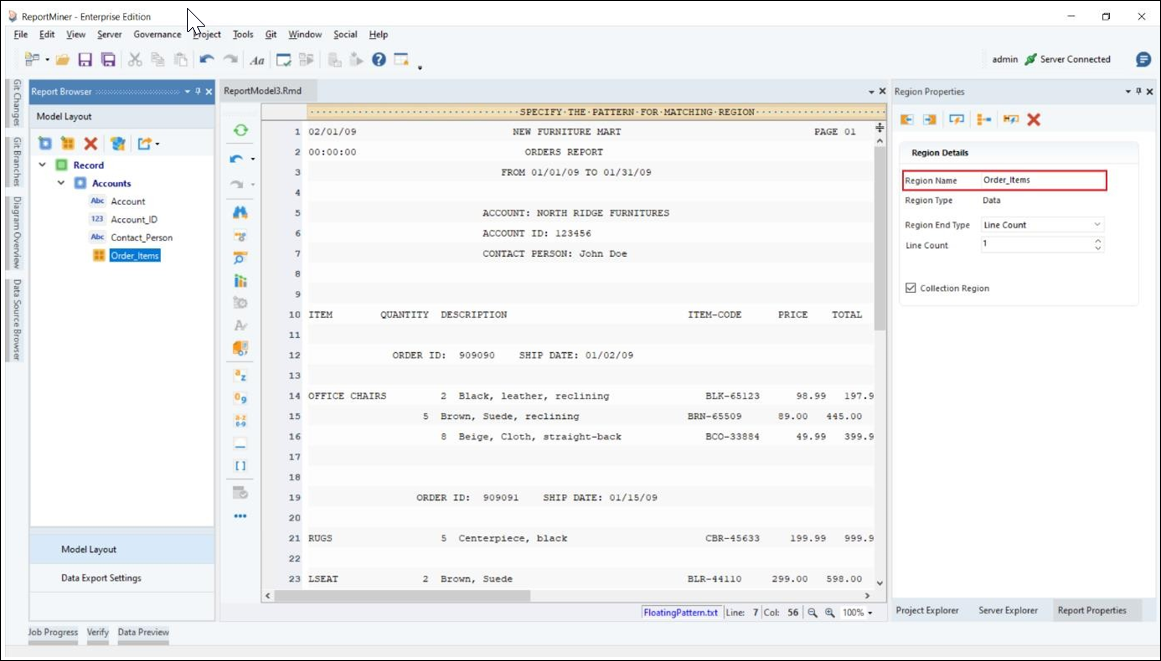 ReportMiner - Enterprise Edition
File Edit View Server Governance Project Tools Git Window Social Help
Aa
admin Server Connected
Git Changes
Git Branches
Diagram Overview
Data Source Browser
Report Browser
Model Layout
Record
Accounts
Abc Account
123 Account_ID
Abc Contact_Person
Order_Items
Model Layout
Data Export Settings
ReportModel3.Rmd
SPECIFY·THE·PATTERN·FOR·MATCHING·REGION
1 02/01/09 NEW FURNITURE MART PAGE 01
2 00:00:00 ORDERS REPORT
3 FROM 01/01/09 TO 01/31/09
4
5 ACCOUNT: NORTH RIDGE FURNITURES
6 ACCOUNT ID: 123456
7 CONTACT PERSON: John Doe
8
9
10 ITEM QUANTITY DESCRIPTION ITEM-CODE PRICE TOTAL
11
12 ORDER ID: 909090 SHIP DATE: 01/02/09
13
14 OFFICE CHAIRS 2 Black, leather, reclining BLK-65123 98.99 197.9
15 5 Brown, Suede, reclining BRN-65509 89.00 445.00
16 8 Beige, Cloth, straight-back BCO-33884 49.99 399.9
17
18
19 ORDER ID: 909091 SHIP DATE: 01/15/09
20
21 RUGS 5 Centerpiece, black CBR-45633 199.99 999.9
22
23 LSEAT 2 Brown, Suede BLR-44110 299.00 598.00
FloatingPattern.txt Line: 7 Col: 56 100%
Region Properties
Region Details
Region Name Order_Items
Region Type Data
Region End Type Line Count
Line Count 1
Collection Region
Project Explorer Server Explorer Report Properties
Job Progress Verify Data Preview